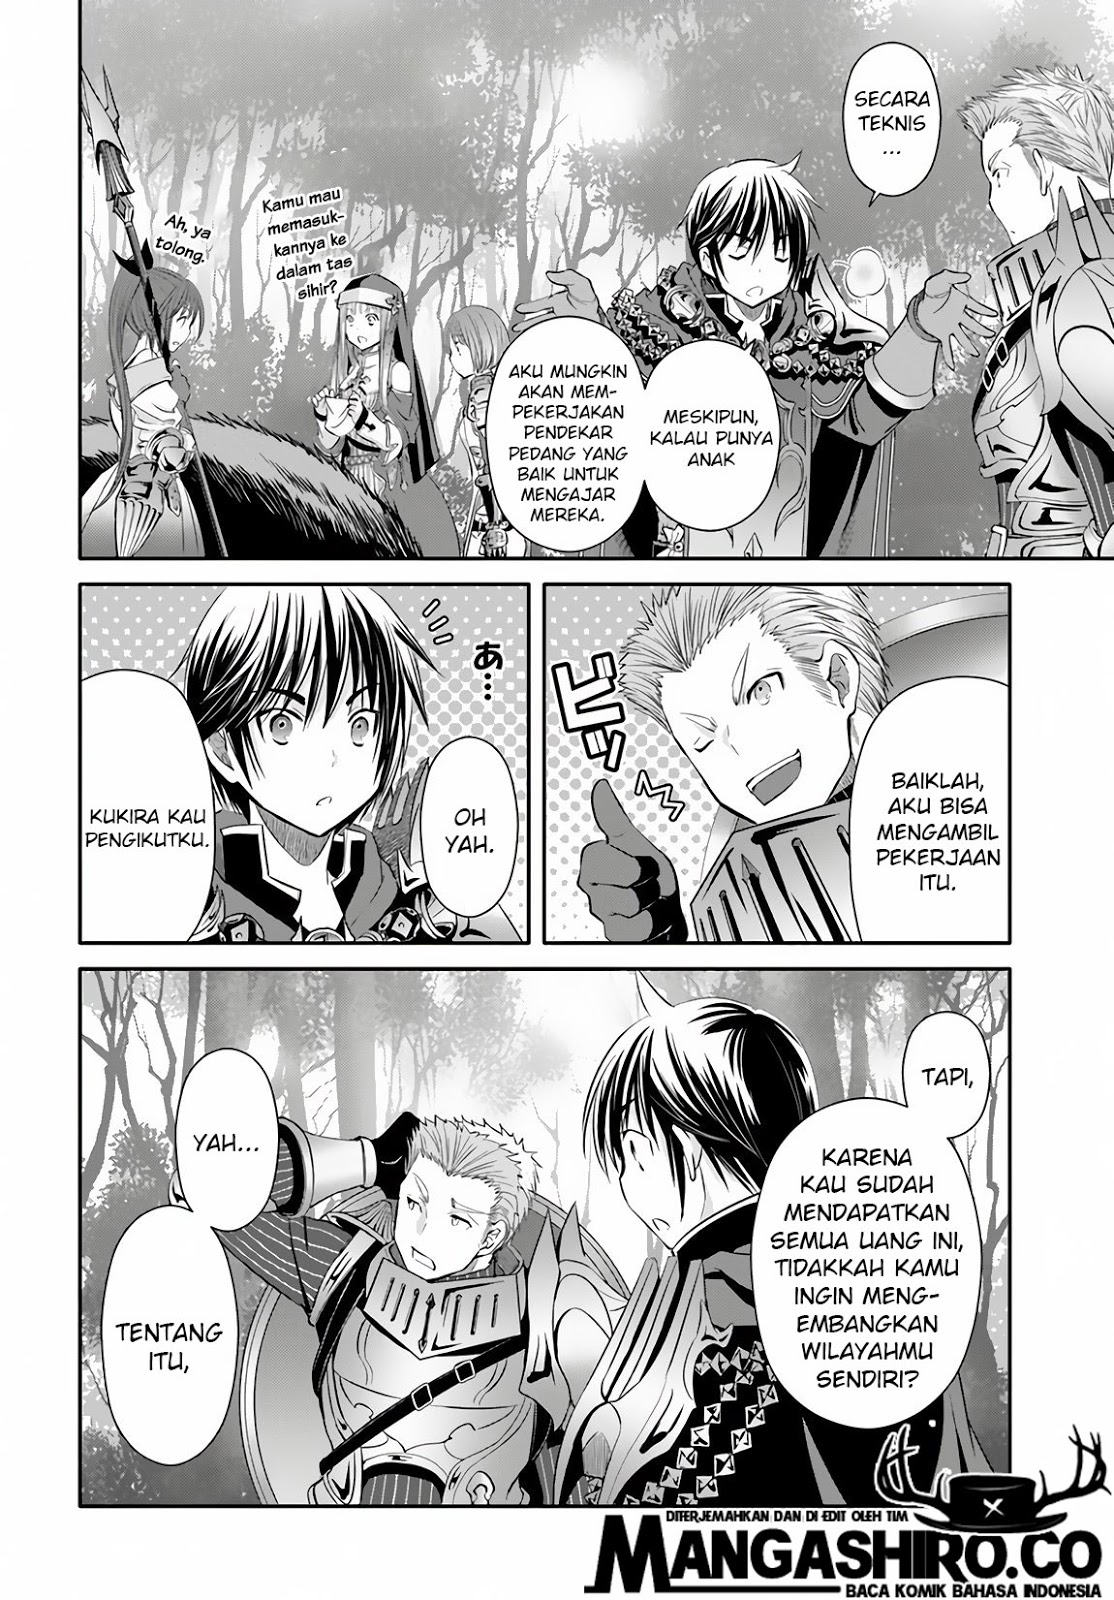 SECARA
TEKNIS
...
MESKIPUN,
KALAU PUNYA
ANAK
AKU MUNGKIN
AKAN MEM-
PEKERJAKAN
PENDEKAR
PEDANG YANG
BAIK UNTUK
MENGAJAR
MEREKA.
Kamu mau
memasuk-
kannya ke
dalam tas
sihir?
Ah, ya
tolong.
BAIKLAH,
AKU BISA
MENGAMBIL
PEKERJAAN
ITU.
ビッ
あ…
OH
YAH.
KUKIRA KAU
PENGIKUTKU.
TAPI,
KARENA
KAU SUDAH
MENDAPATKAN
SEMUA UANG INI,
TIDAKKAH KAMU
INGIN MENG-
EMBANGKAN
WILAYAHMU
SENDIRI?
YAH...
TENTANG
ITU,
DITERJEMAHKAN DAN DI EDIT OLEH TIM
MANGASHIRO.CO
BACA KOMIK BAHASA INDONESIA